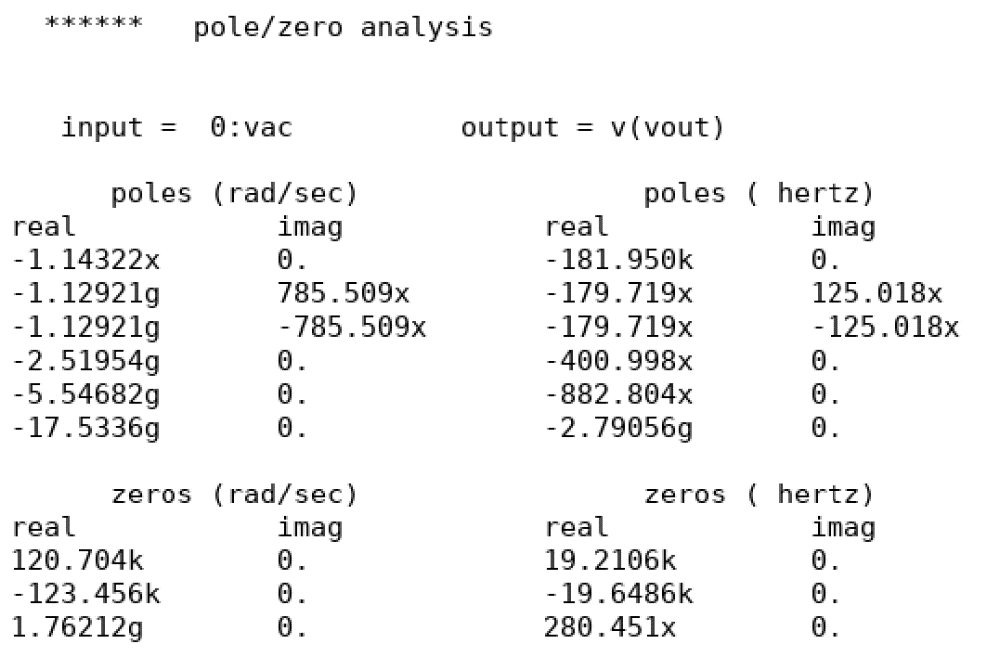 ****** pole/zero analysis
input = 0:vac output = v(vout)
poles (rad/sec) poles ( hertz)
real imag real imag
-1.14322x 0. -181.950k 0.
-1.12921g 785.509x -179.719x 125.018x
-1.12921g -785.509x -179.719x -125.018x
-2.51954g 0. -400.998x 0.
-5.54682g 0. -882.804x 0.
-17.5336g 0. -2.79056g 0.
zeros (rad/sec) zeros ( hertz)
real imag real imag
120.704k 0. 19.2106k 0.
-123.456k 0. -19.6486k 0.
1.76212g 0. 280.451x 0.